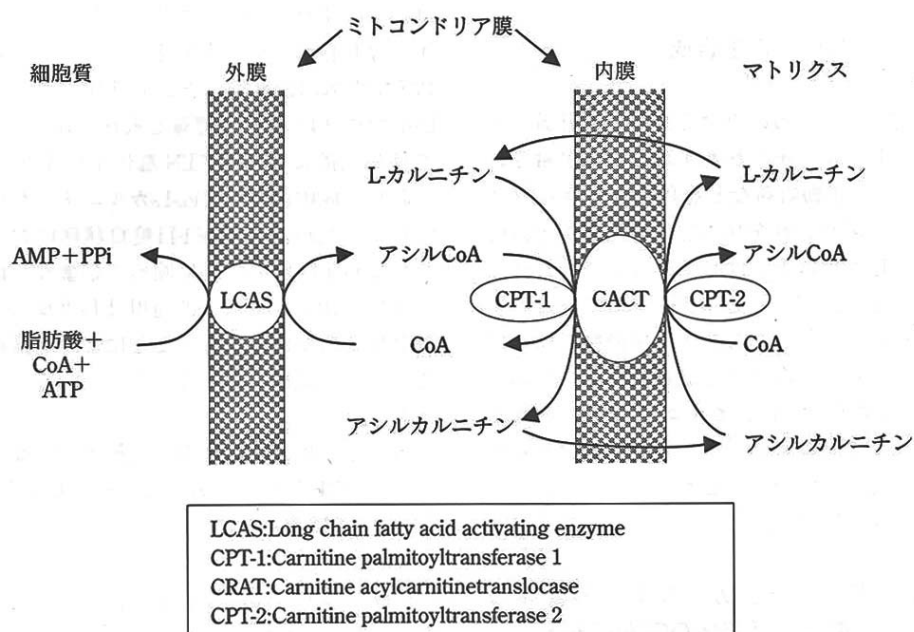 ミトコンドリア膜
細胞質
外膜
内膜
マトリクス
L-カルニチン
L-カルニチン
AMP+PPi
アシルCoA
アシルCoA
LCAS
CPT-1
CACT
CPT-2
脂肪酸+
CoA+
ATP
CoA
CoA
アシルカルニチン
アシルカルニチン
LCAS:Long chain fatty acid activating enzyme
CPT-1:Carnitine palmitoyltransferase 1
CRAT:Carnitine acylcarnitinetranslocase
CPT-2:Carnitine palmitoyltransferase 2